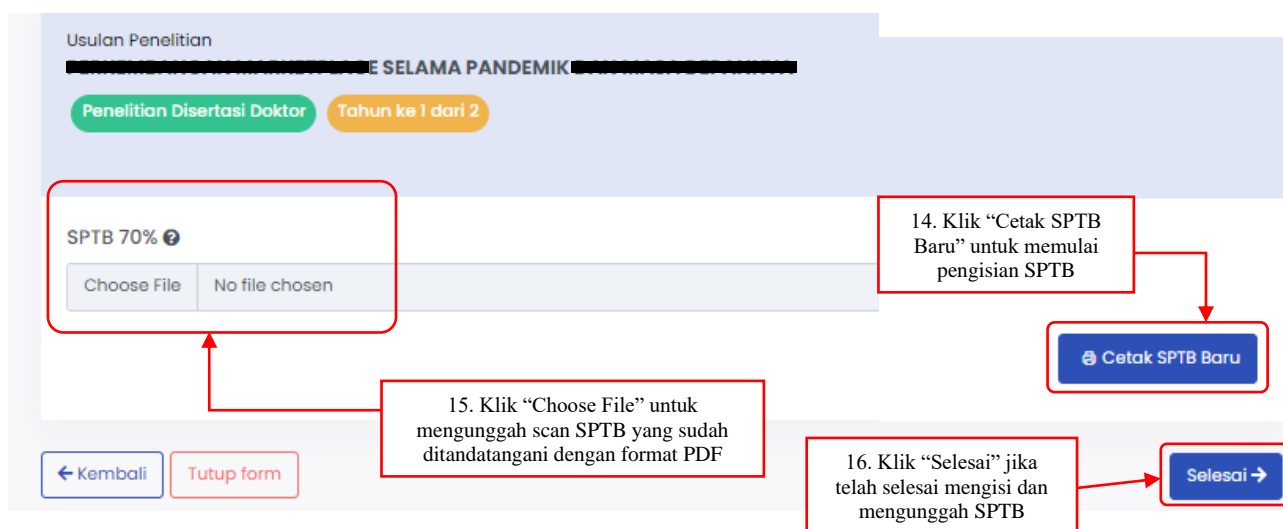 Usulan Penelitian
E SELAMA PANDEMIK
Penelitian Disertasi Doktor
Tahun ke 1 dari 2
SPTB 70%
Choose File
No file chosen
14. Klik “Cetak SPTB
Baru” untuk memulai
pengisian SPTB
Cetak SPTB Baru
15. Klik “Choose File” untuk
mengunggah scan SPTB yang sudah
ditandatangani dengan format PDF
Kembali
Tutup form
16. Klik “Selesai” jika
telah selesai mengisi dan
mengunggah SPTB
Selesai